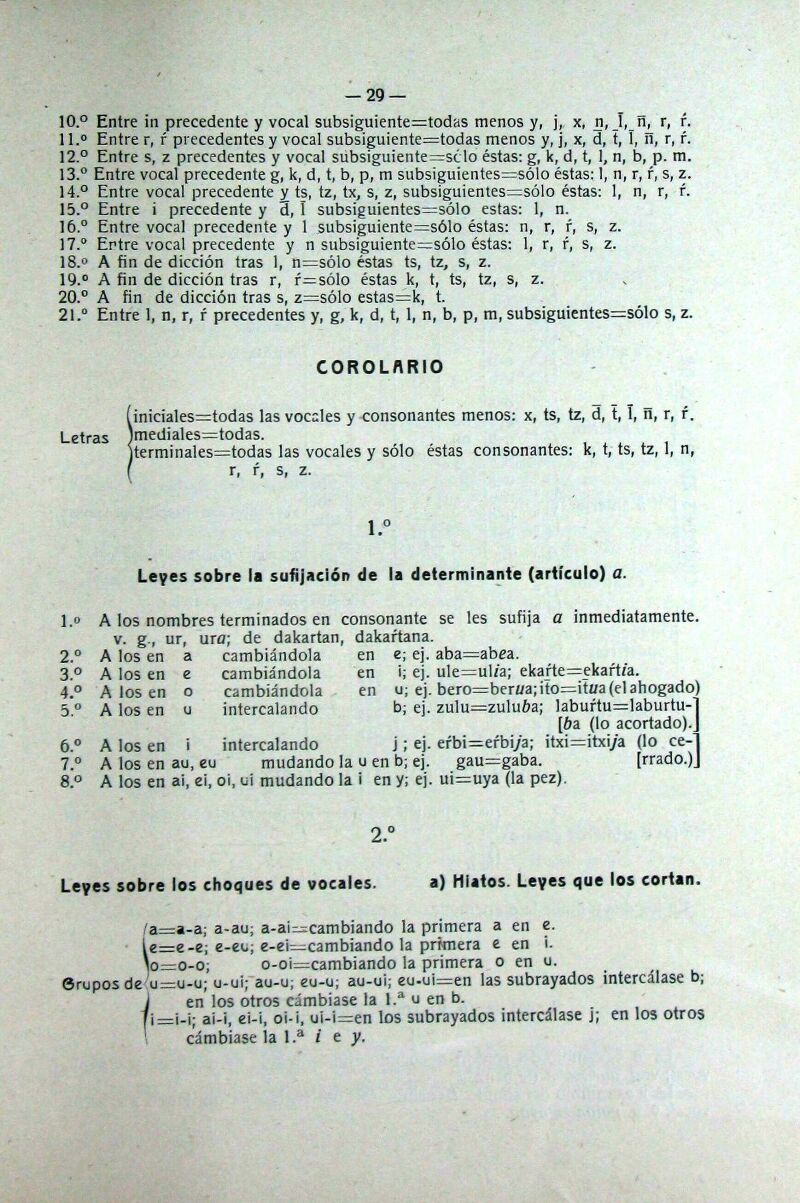 — 29 —
10.º Entre in precedente y vocal subsiguiente=todas menos y, j, x, n̄, l̄, n̄, r, ŕ.
11.º Entre r, ŕ precedentes y vocal subsiguiente=todas menos y, j, x, d̄, t̄, l̄, n̄, r, ŕ.
12.º Entre s, z precedentes y vocal subsiguiente=sólo éstas: g, k, d, t, l, n, b, p. m.
13.º Entre vocal precedente g, k, d, t, b, p, m subsiguientes=sólo éstas: l, n, r, ŕ, s, z.
14.º Entre vocal precedente y ts, tz, tx, s, z, subsiguientes=sólo éstas: l, n, r, ŕ.
15.º Entre i precedente y d̄, l̄ subsiguientes=sólo estas: l, n.
16.º Entre vocal precedente y l subsiguiente=sólo éstas: n, r, ŕ, s, z.
17.º Entre vocal precedente y n subsiguiente=sólo éstas: l, r, ŕ, s, z.
18.º A fin de dicción tras l, n=sólo éstas ts, tz, s, z.
19.º A fin de dicción tras r, ŕ=sólo éstas k, t, ts, tz, s, z.
20.º A fin de dicción tras s, z=sólo estas=k, t.
21.º Entre l, n, r, ŕ precedentes y, g, k, d, t, l, n, b, p, m, subsiguientes=sólo s, z.
COROLARIO
iniciales=todas las vocales y consonantes menos: x, ts, tz, d̄, t̄, l̄, n̄, r, ŕ.
Letras mediales=todas.
terminales=todas las vocales y sólo éstas consonantes: k, t, ts, tz, l, n,
r, ŕ, s, z.
1.º
Leyes sobre la sufijación de la determinante (artículo) a.
1.º A los nombres terminados en consonante se les sufija a inmediatamente.
v. g., ur, ura; de dakartan, dakaŕtana.
2.º A los en a cambiándola en e; ej. aba=abea.
3.º A los en e cambiándola en i; ej. ule=ulia; ekaŕte=ekaŕtia.
4.º A los en o cambiándola en u; ej. bero=berua; ito=itua (el ahogado)
5.º A los en u intercalando b; ej. zulu=zuluba; labuŕtu=laburtu-]
[ba (lo acortado).]
6.º A los en i intercalando j; ej. eŕbi=eŕbija; itxi=itxija (lo ce-]
7.º A los en au, eu mudando la u en b; ej. gau=gaba. [rrado.)]
8.º A los en ai, ei, oi, ui mudando la i en y; ej. ui=uya (la pez).
2.º
Leyes sobre los choques de vocales. a) Hiatos. Leyes que los cortan.
a=a-a; a-au; a-ai=cambiando la primera a en e.
e=e-e; e-eu; e-ei=cambiando la primera e en i.
o=o-o; o-oi=cambiando la primera o en u.
Grupos de u=u-u; u-ui; au-u; eu-u; au-ui; eu-ui=en las subrayados intercálase b;
en los otros cámbiase la 1.ª u en b.
i=i-i; ai-i, ei-i, oi-i, ui-i=en los subrayados intercálase j; en los otros
cámbiase la 1.ª i e y.